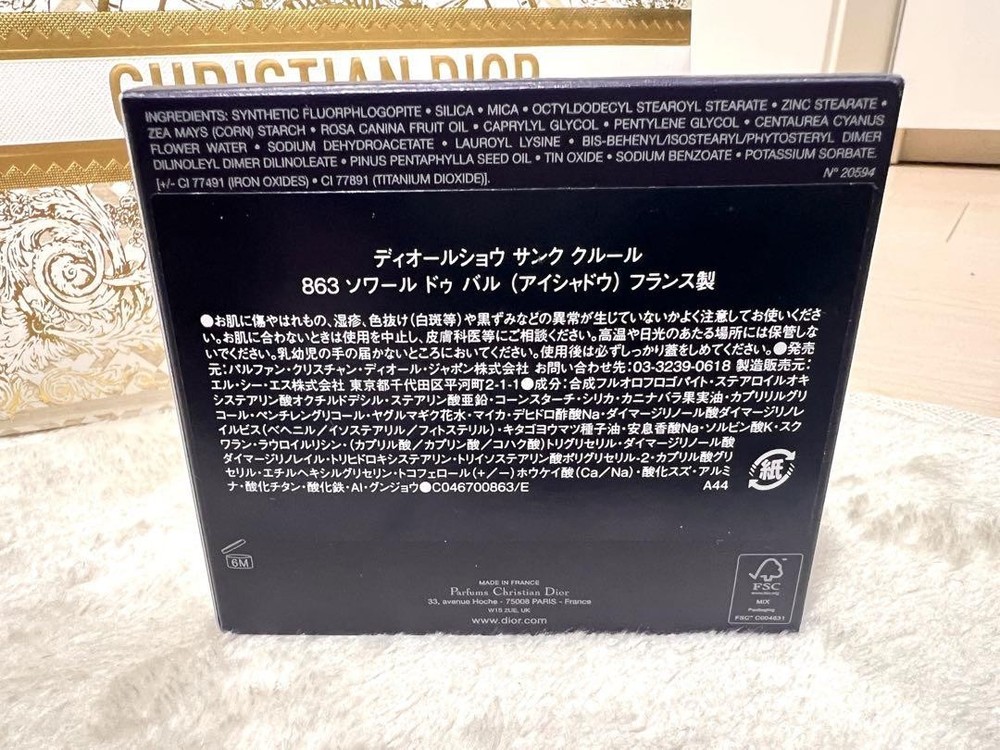 CHRISTIAN DIOR
INGREDIENTS: SYNTHETIC FLUORPHLOGOPITE • SILICA • MICA • OCTYLDODECYL STEAROYL STEARATE • ZINC STEARATE •
ZEA MAYS (CORN) STARCH • ROSA CANINA FRUIT OIL • CAPRYLYL GLYCOL • PENTYLENE GLYCOL • CENTAUREA CYANUS
FLOWER WATER • SODIUM DEHYDROACETATE • LAUROYL LYSINE • BIS-BEHENYL/ISOSTEARYL/PHYTOSTERYL DIMER
DILINOLEYL DIMER DILINOLEATE • PINUS PENTAPHYLLA SEED OIL • TIN OXIDE • SODIUM BENZOATE • POTASSIUM SORBATE.
[+/- CI 77491 (IRON OXIDES) • CI 77891 (TITANIUM DIOXIDE)].
N° 20594
ディオールショウ サンク クルール
863 ソワール ドゥ バル (アイシャドウ) フランス製
●お肌に傷やはれもの、湿疹、色抜け(白斑等)や黒ずみなどの異常が生じていないかよく注意してお使いくださ
い。お肌に合わないときは使用を中止し、皮膚科医等にご相談ください。高温や日光のあたる場所には保管しな
いでください。乳幼児の手の届かないところにおいてください。使用後は必ずしっかり蓋をしめてください。●発売
元:パルファン・クリスチャン・ディオール・ジャポン株式会社 お問い合わせ先:03-3239-0618 製造販売元:
エル・シー・エス株式会社 東京都千代田区平河町2-1-1●成分:合成フルオロフロゴパイト・ステアロイルオキ
システアリン酸オクチルドデシル・ステアリン酸亜鉛・コーンスターチ・シリカ・カニナバラ果実油・カプリリルグリ
コール・ペンチレングリコール・ヤグルマギク花水・マイカ・デヒドロ酢酸Na・ダイマージリノール酸ダイマージリノレ
イルビス(ベヘニル/イソステアリル/フィトステリル)・キタゴヨウマツ種子油・安息香酸Na・ソルビン酸K・スク
ワラン・ラウロイルリシン・(カプリル酸/カプリン酸/コハク酸)トリグリセリル・ダイマージリノール酸
ダイマージリノレイル・トリヒドロキシステアリン・トリイソステアリン酸ポリグリセリル-2・カプリル酸グリ
セリル・エチルヘキシルグリセリン・トコフェロール(+/-)ホウケイ酸(Ca/Na)・酸化スズ・アルミ
ナ・酸化チタン・酸化鉄・Al・グンジョウ●C046700863/E
A44
紙
6M
MADE IN FRANCE
Parfums Christian Dior
33, avenue Hoche - 75008 PARIS - France
W1S 2UE, UK
www.dior.com
FSC
MIX
Packaging
FSC™ C004831